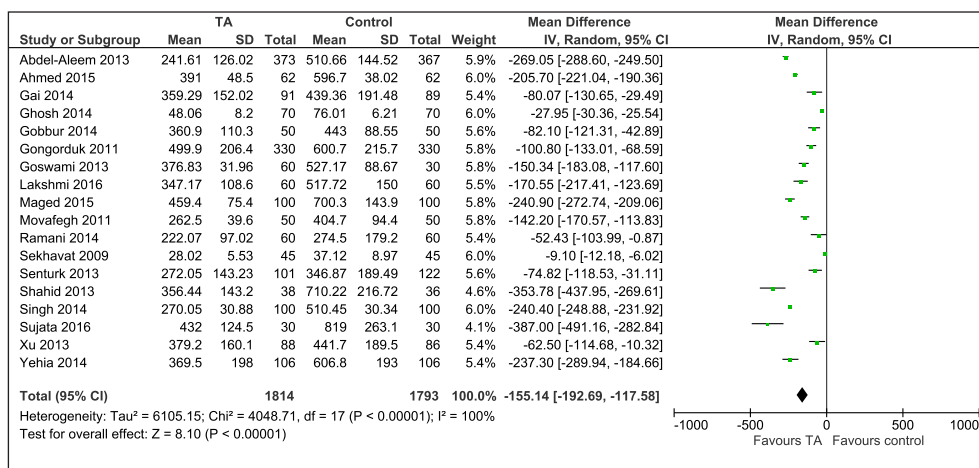 TA Control Mean Difference Mean Difference
Study or Subgroup Mean SD Total Mean SD Total Weight IV, Random, 95% CI IV, Random, 95% CI
Abdel-Aleem 2013 241.61 126.02 373 510.66 144.52 367 5.9% -269.05 [-288.60, -249.50]
Ahmed 2015 391 48.5 62 596.7 38.02 62 6.0% -205.70 [-221.04, -190.36]
Gai 2014 359.29 152.02 91 439.36 191.48 89 5.4% -80.07 [-130.65, -29.49]
Ghosh 2014 48.06 8.2 70 76.01 6.21 70 6.0% -27.95 [-30.36, -25.54]
Gobbur 2014 360.9 110.3 50 443 88.55 50 5.6% -82.10 [-121.31, -42.89]
Gongorduk 2011 499.9 206.4 330 600.7 215.7 330 5.8% -100.80 [-133.01, -68.59]
Goswami 2013 376.83 31.96 60 527.17 88.67 30 5.7% -150.34 [-183.08, -117.60]
Lakshmi 2016 347.17 108.6 60 517.72 150 60 5.5% -170.55 [-217.41, -123.69]
Maged 2015 459.4 75.4 100 700.3 143.9 100 5.8% -240.90 [-272.74, -209.06]
Movafegh 2011 262.5 39.6 50 404.7 94.4 50 5.8% -142.20 [-170.57, -113.83]
Ramani 2014 222.07 97.02 60 274.5 179.2 60 5.4% -52.43 [-103.99, -0.87]
Sekhavat 2009 28.02 5.53 45 37.12 8.97 45 6.0% -9.10 [-12.18, -6.02]
Senturk 2013 272.05 143.23 101 346.87 189.49 122 5.6% -74.82 [-118.53, -31.11]
Shahid 2013 356.44 143.2 38 710.22 216.72 36 4.6% -353.78 [-437.95, -269.61]
Singh 2014 270.05 30.88 100 510.45 30.34 100 6.0% -240.40 [-248.88, -231.92]
Sujata 2016 432 124.5 30 819 263.1 30 4.1% -387.00 [-491.16, -282.84]
Xu 2013 379.2 160.1 88 441.7 189.5 86 5.4% -62.50 [-114.68, -10.32]
Yehia 2014 369.5 198 106 606.8 193 106 5.4% -237.30 [-289.94, -184.66]
Total (95% CI) 1814 1793 100.0% -155.14 [-192.69, -117.58]
Heterogeneity: Tau² = 6105.15; Chi² = 4048.71, df = 17 (P < 0.00001); I² = 100%
Test for overall effect: Z = 8.10 (P < 0.00001)
-1000 -500 0 500 1000
Favours TA Favours control